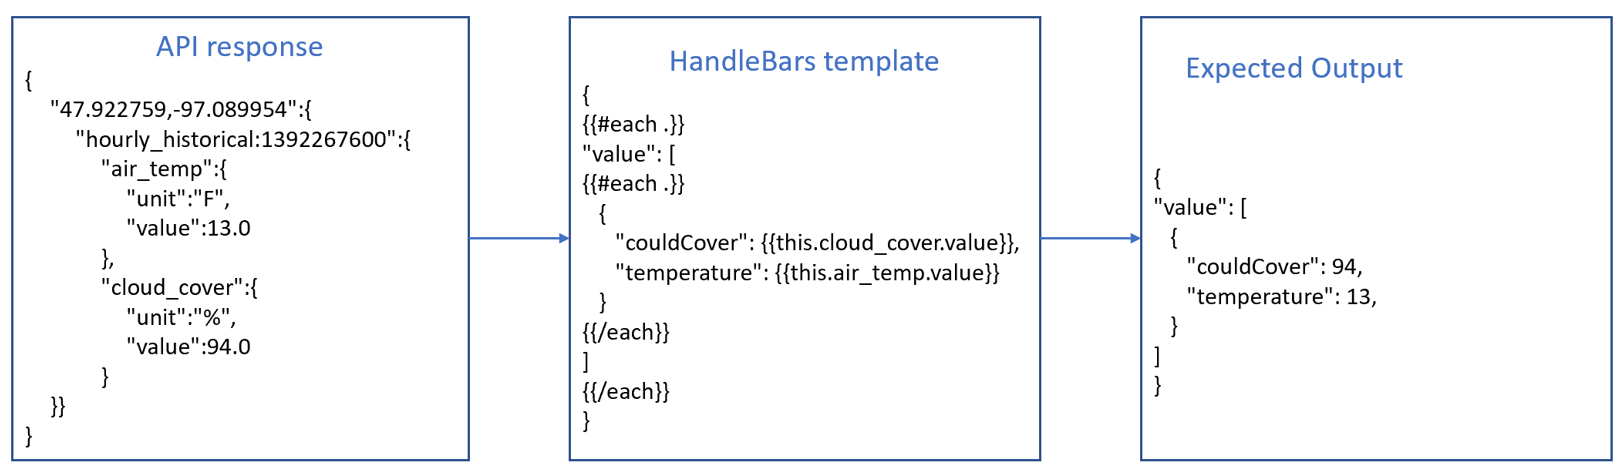 API response
{
"47.922759,-97.089954":{
"hourly_historical:1392267600":{
"air_temp":{
"unit":"F",
"value":13.0
},
"cloud_cover":{
"unit":"%",
"value":94.0
}
}}
}
HandleBars template
{
{{#each .}}
"value": [
{{#each .}}
{
"couldCover": {{this.cloud_cover.value}},
"temperature": {{this.air_temp.value}}
}
{{/each}}
]
{{/each}}
}
Expected Output
{
"value": [
{
"couldCover": 94,
"temperature": 13,
}
]
}